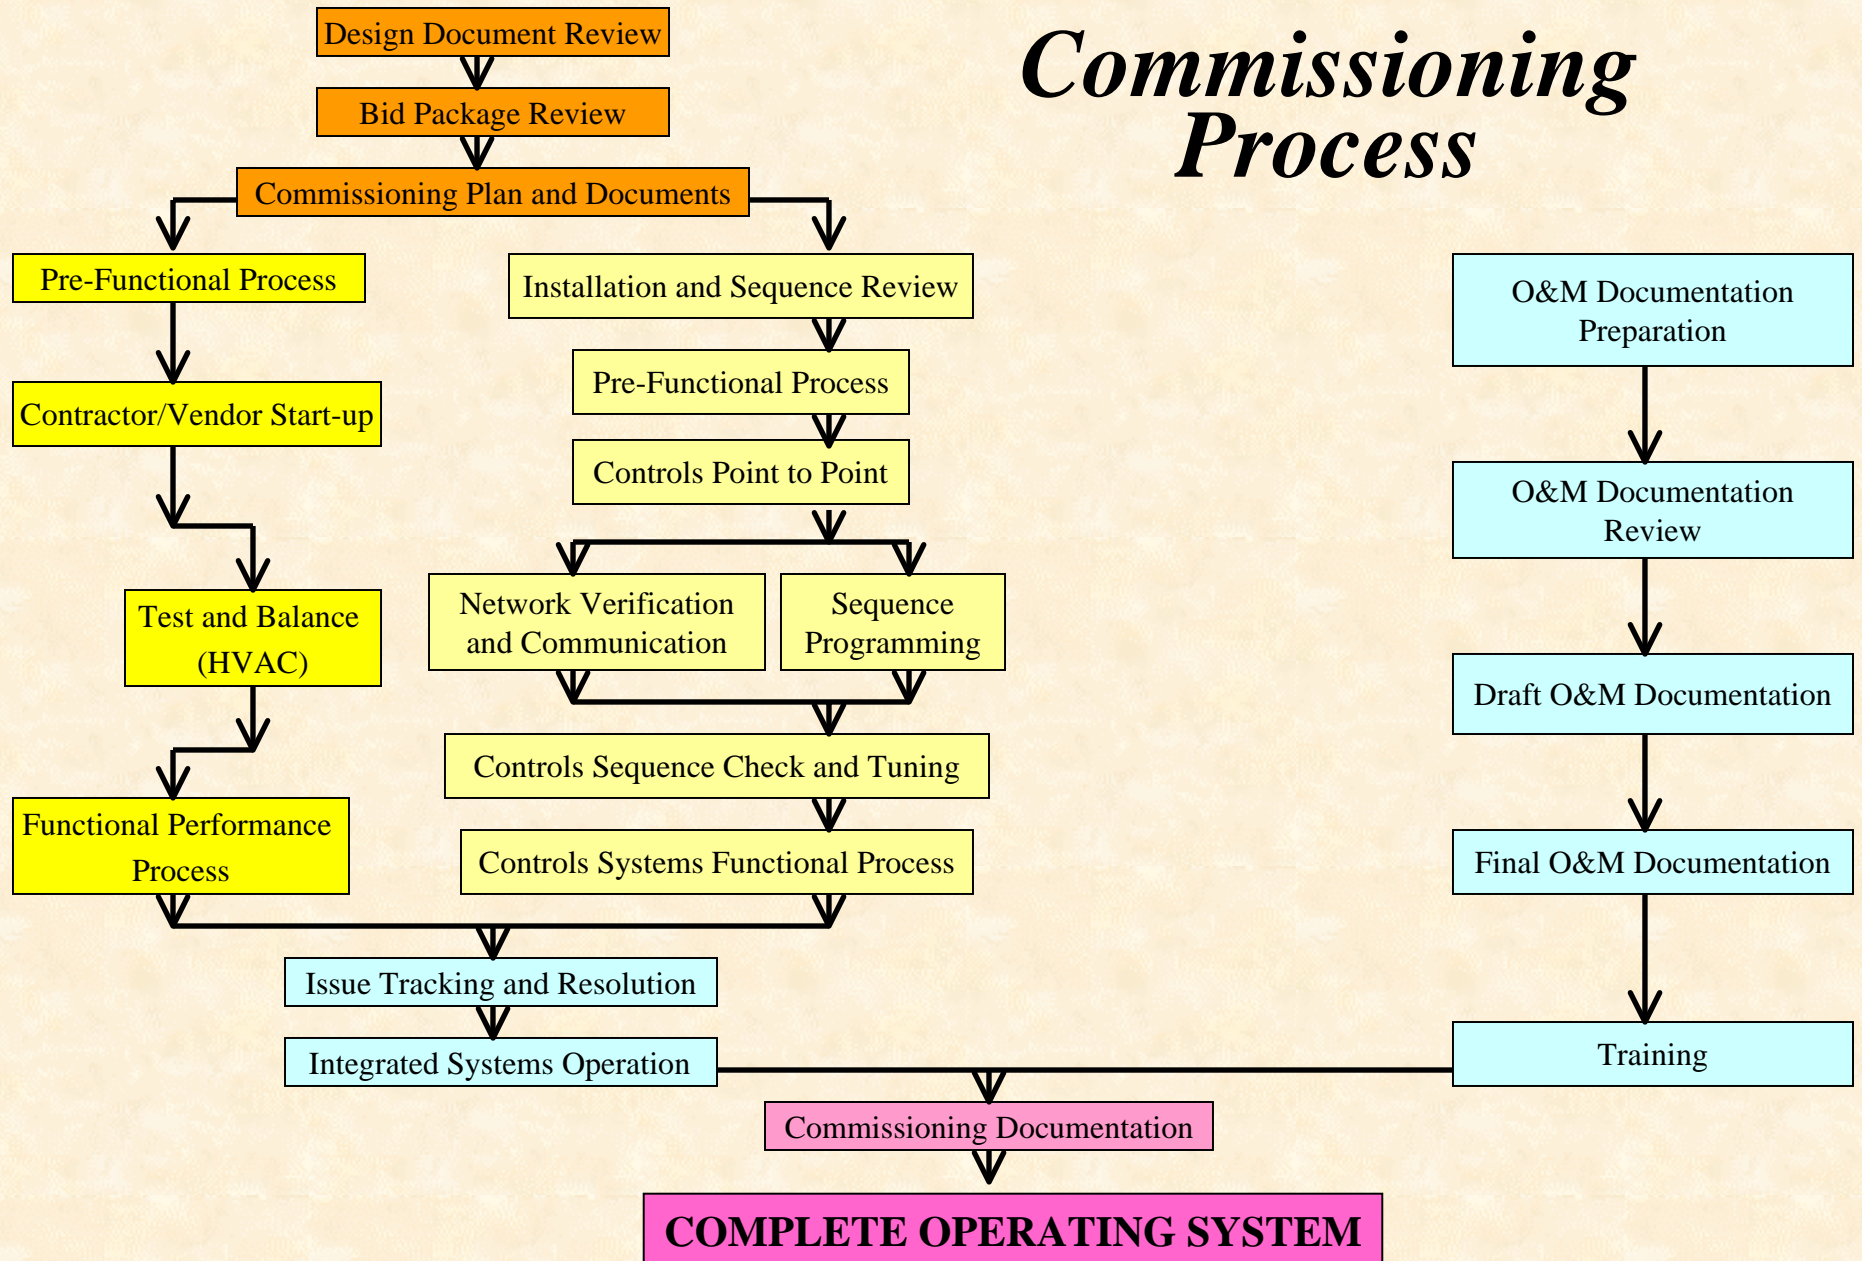 Commissioning
Process
Design Document Review
Bid Package Review
Commissioning Plan and Documents
Pre-Functional Process
Contractor/Vendor Start-up
Test and Balance
(HVAC)
Functional Performance
Process
Installation and Sequence Review
Pre-Functional Process
Controls Point to Point
Network Verification
and Communication
Sequence
Programming
Controls Sequence Check and Tuning
Controls Systems Functional Process
Issue Tracking and Resolution
Integrated Systems Operation
O&M Documentation
Preparation
O&M Documentation
Review
Draft O&M Documentation
Final O&M Documentation
Training
Commissioning Documentation
COMPLETE OPERATING SYSTEM